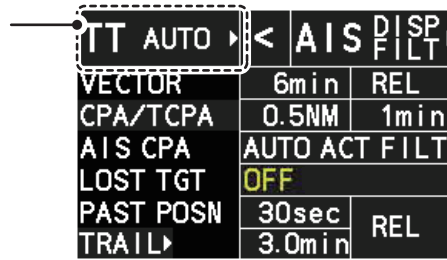 TT AUTO ▸ < AIS DISP FILT
VECTOR 6min REL
CPA/TCPA 0.5NM 1min
AIS CPA AUTO ACT FILT
LOST TGT OFF
PAST POSN 30sec REL
TRAIL▸ 3.0min